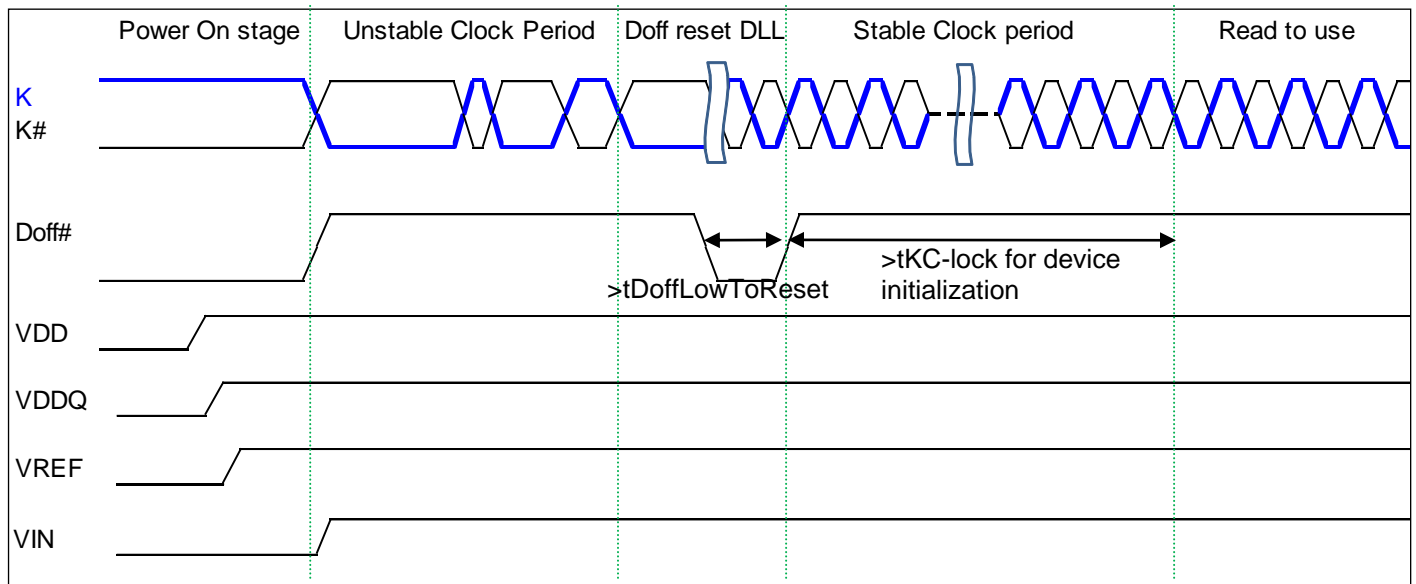 Power On stage
Unstable Clock Period
Doff reset DLL
Stable Clock period
Read to use
K
K#
Doff#
>tDoffLowToReset
>tKC-lock for device
initialization
VDD
VDDQ
VREF
VIN